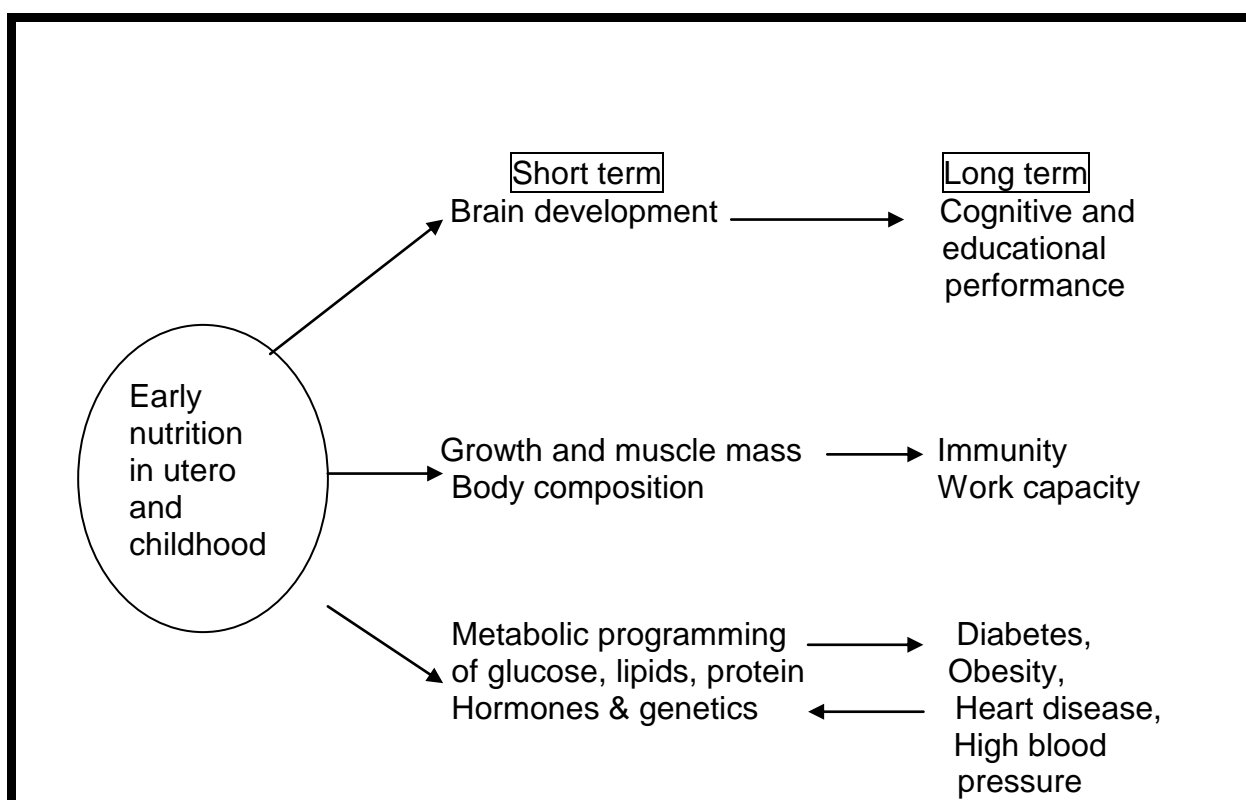 Short term
Brain development
Long term
Cognitive and
educational
performance
Early
nutrition
in utero
and
childhood
Growth and muscle mass
Body composition
Immunity
Work capacity
Metabolic programming
of glucose, lipids, protein
Hormones & genetics
Diabetes,
Obesity,
Heart disease,
High blood
pressure